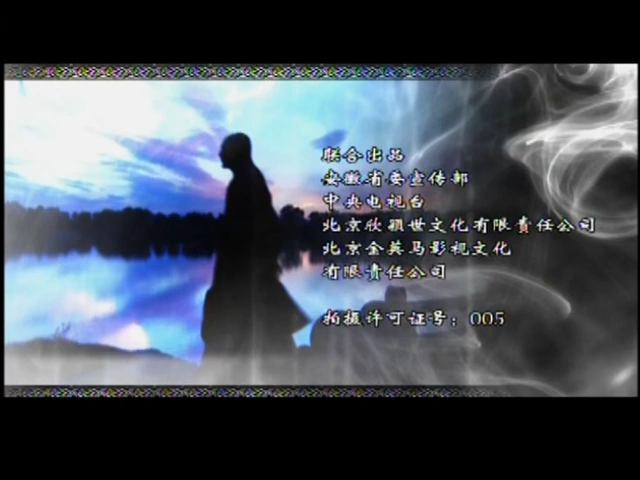 联合出品
安徽省委宣传部
中央电视台
北京欣颖世文化有限责任公司
北京金英马影视文化
有限责任公司
拍摄许可证号：005